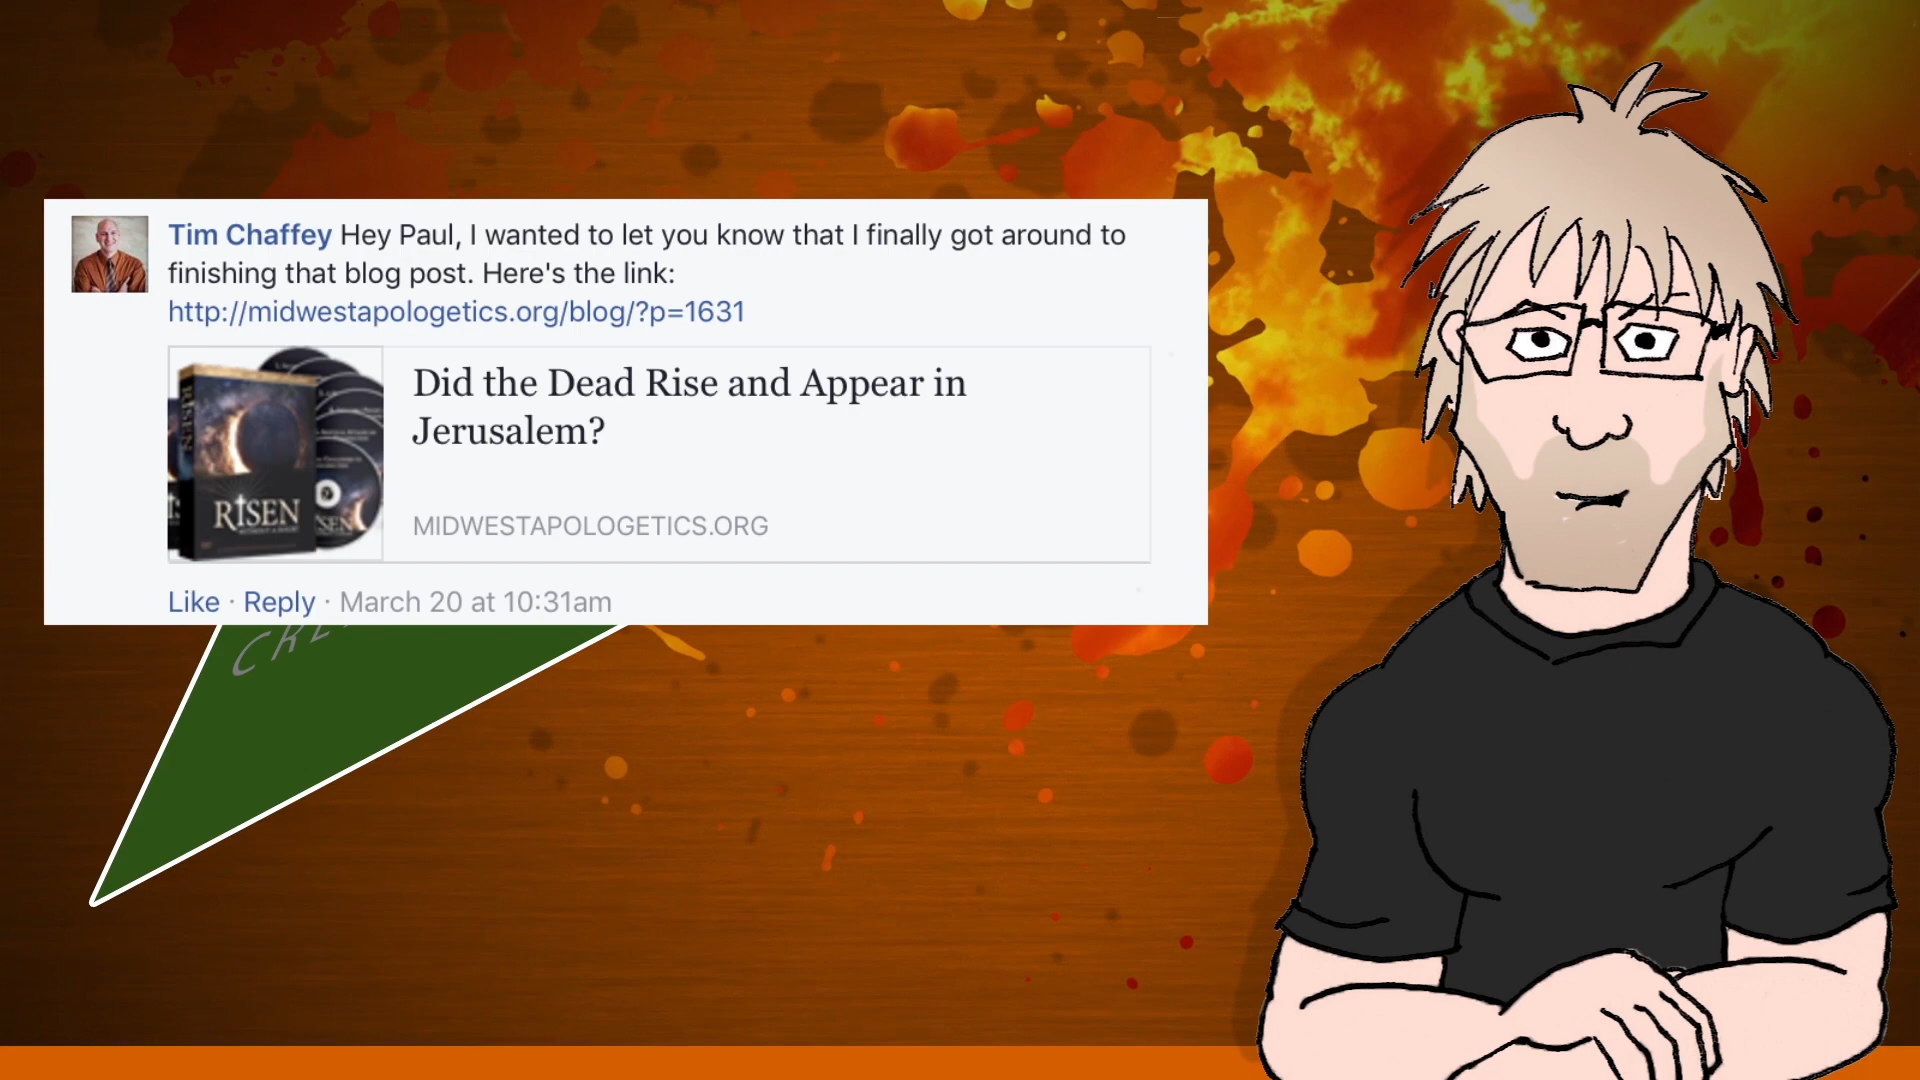 Tim Chaffey Hey Paul, I wanted to let you know that I finally got around to
finishing that blog post. Here's the link:
http://midwestapologetics.org/blog/?p=1631
Did the Dead Rise and Appear in
Jerusalem?
RISEN
MIDWESTAPOLOGETICS.ORG
Like · Reply · March 20 at 10:31am